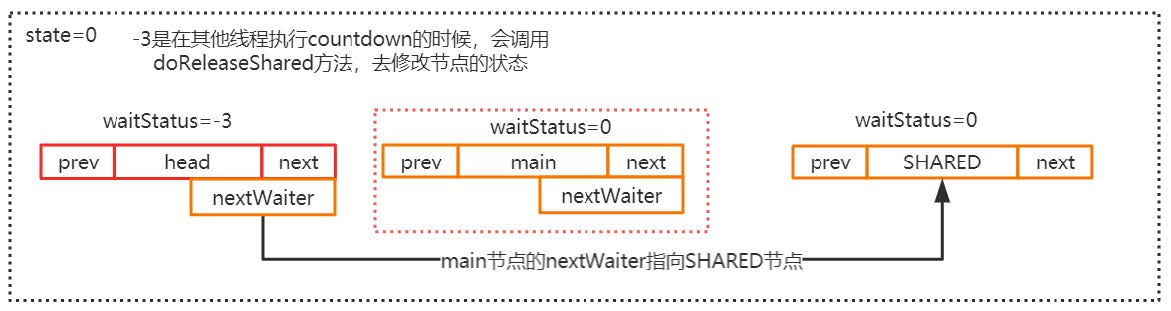 state=0
-3是在其他线程执行countdown的时候，会调用
doReleaseShared方法，去修改节点的状态
waitStatus=-3
waitStatus=0
waitStatus=0
prev head next
prev main next
prev SHARED next
nextWaiter
nextWaiter
main节点的nextWaiter指向SHARED节点